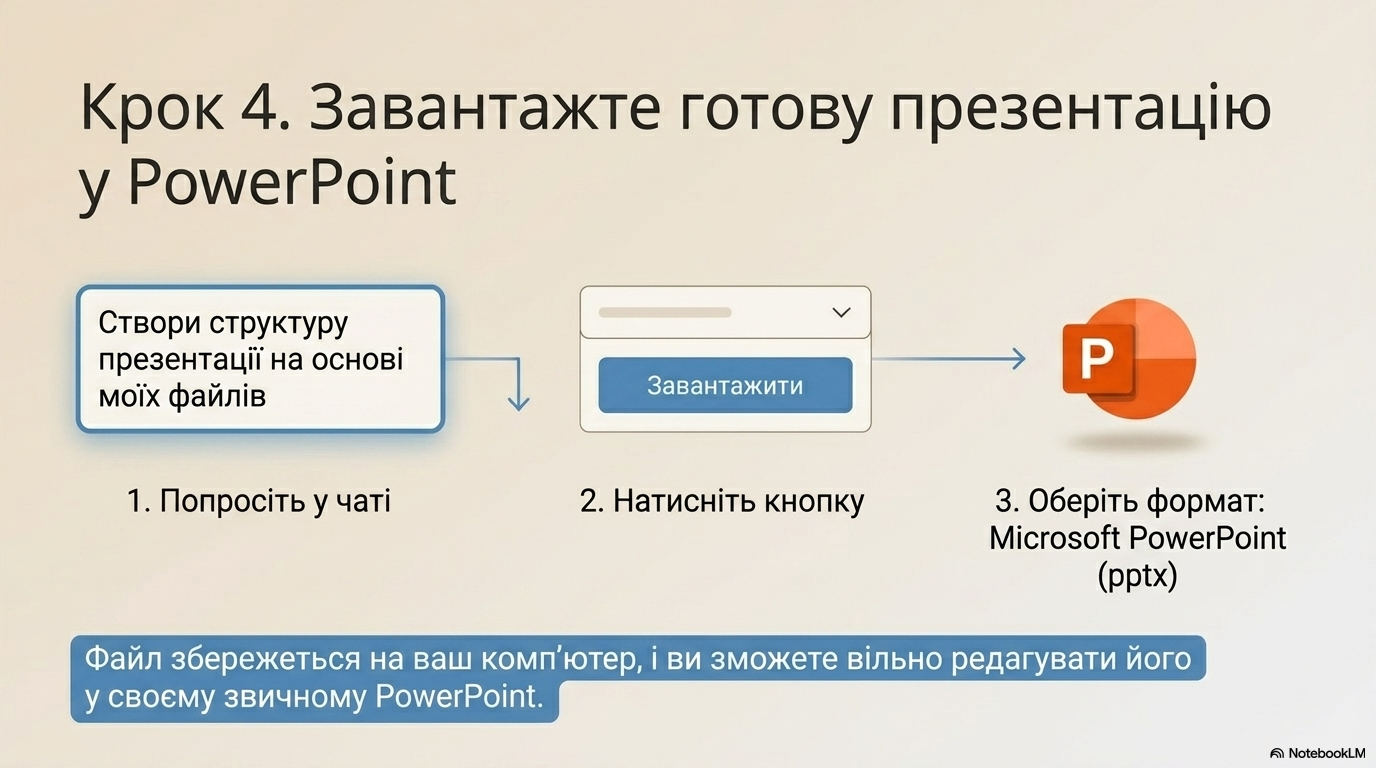 Крок 4. Завантажте готову презентацію
у PowerPoint
Створи структуру
презентації на основі
моїх файлів
Завантажити
P
1. Попросіть у чаті
2. Натисніть кнопку
3. Оберіть формат:
Microsoft PowerPoint
(pptx)
Файл збережеться на ваш комп’ютер, і ви зможете вільно редагувати його
у своєму звичному PowerPoint.
NotebookLM